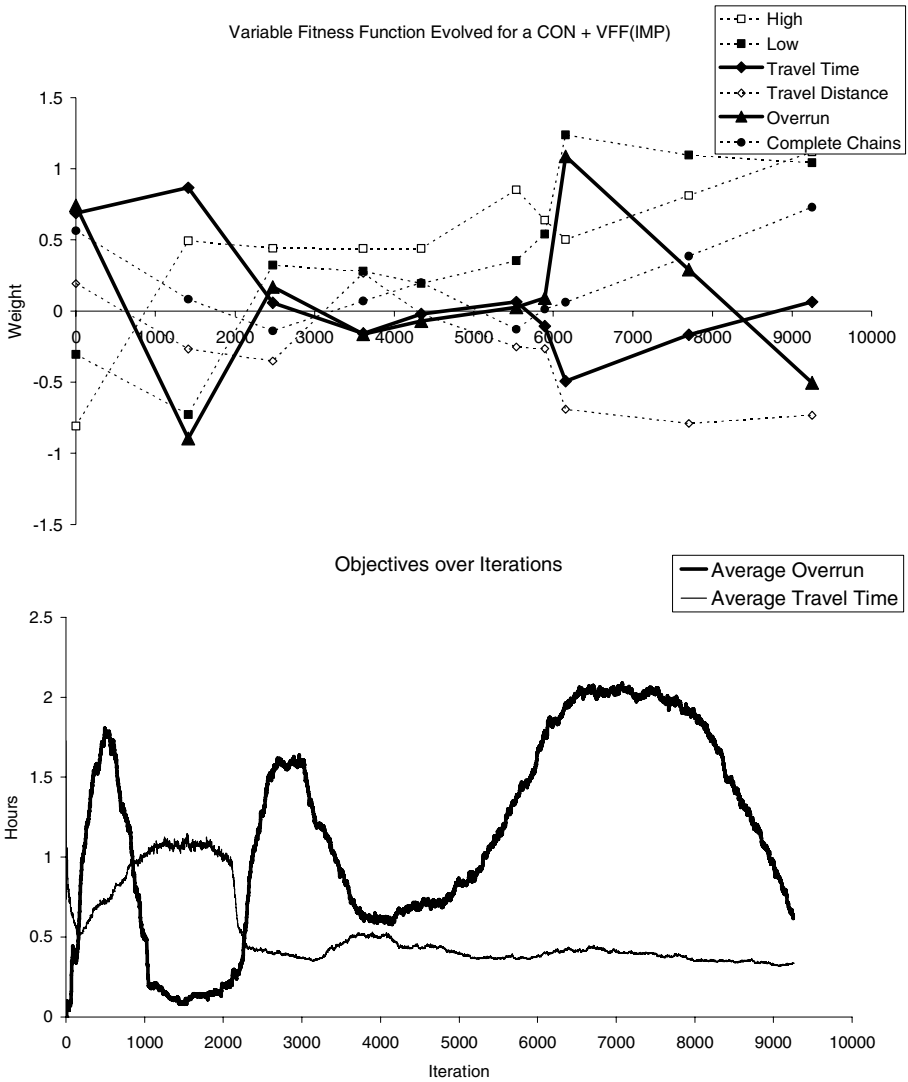 Variable Fitness Function Evolved for a CON + VFF(IMP)
High
Low
Travel Time
Travel Distance
Overrun
Complete Chains
1.5
1
0.5
0
-0.5
-1
-1.5
Weight
0 1000 2000 3000 4000 5000 6000 7000 8000 9000 10000
Objectives over Iterations
Average Overrun
Average Travel Time
2.5
2
1.5
1
0.5
0
Hours
0 1000 2000 3000 4000 5000 6000 7000 8000 9000 10000
Iteration